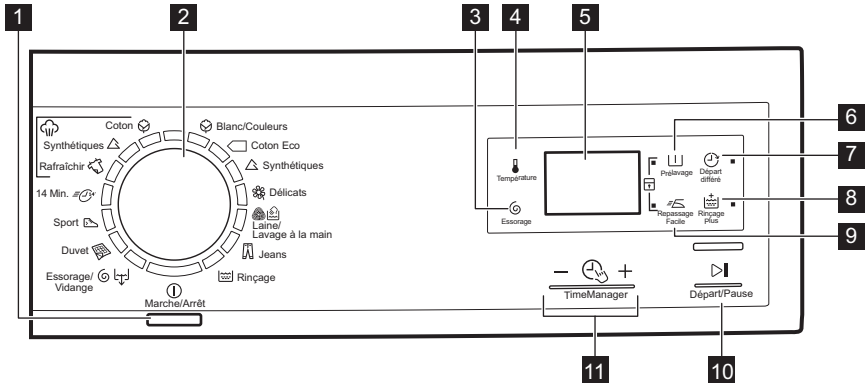 1
2
3
4
5
6
7
8
9
10
11
Coton
Synthétiques
Rafraîchir
14 Min.
Sport
Duvet
Essorage/
Vidange
Marche/Arrêt
Blanc/Couleurs
Coton Eco
Synthétiques
Délicats
Laine/
Lavage à la main
Jeans
Rinçage
Température
Essorage
Prélavage
Départ
différé
Repassage
Facile
Rinçage
Plus
TimeManager
Départ/Pause